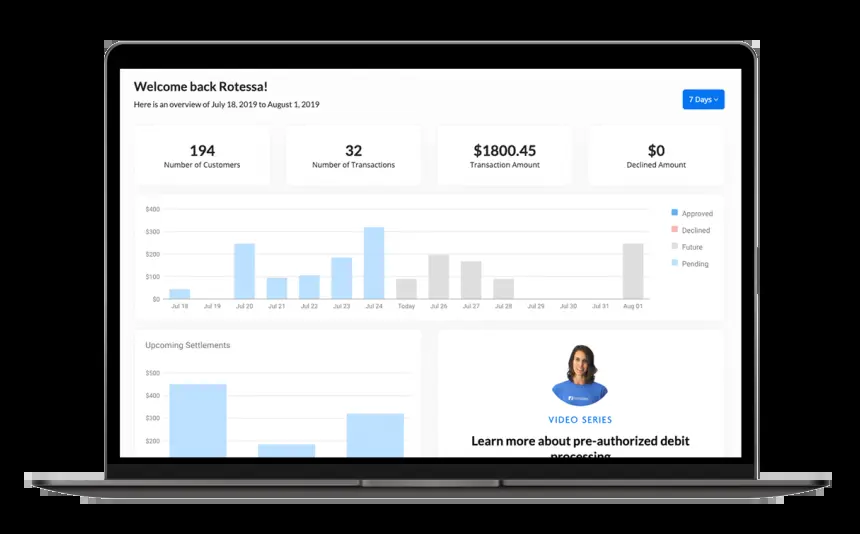 Welcome back Rotessa!
Here is an overview of July 18, 2019 to August 1, 2019
7 Days
194
Number of Customers
32
Number of Transactions
$1800.45
Transaction Amount
$0
Declined Amount
$400
$300
$200
$100
$0
Jul 18 Jul 19 Jul 20 Jul 21 Jul 22 Jul 23 Jul 24 Today Jul 26 Jul 27 Jul 28 Jul 29 Jul 30 Jul 31 Aug 01
Approved
Declined
Future
Pending
Upcoming Settlements
$500
$400
$300
$200
VIDEO SERIES
Learn more about pre-authorized debit
processing